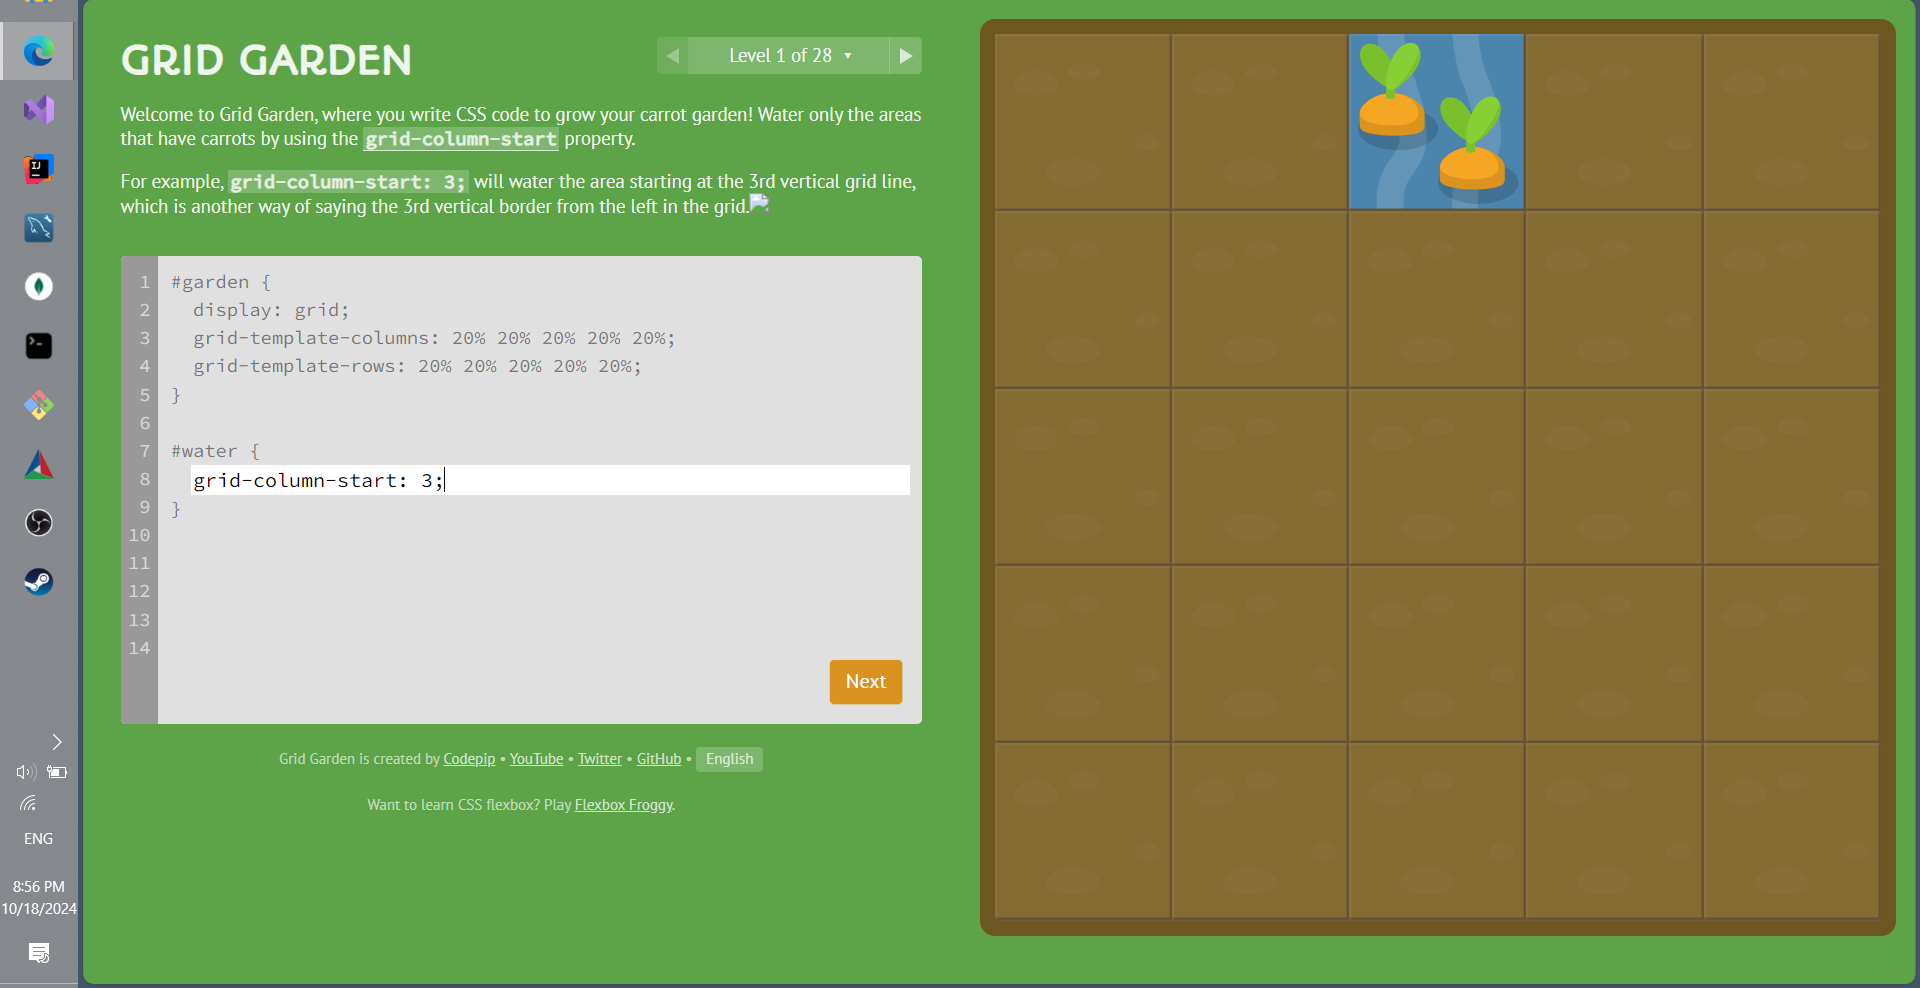 GRID GARDEN
Level 1 of 28
Welcome to Grid Garden, where you write CSS code to grow your carrot garden! Water only the areas
that have carrots by using the grid-column-start property.
For example, grid-column-start: 3; will water the area starting at the 3rd vertical grid line,
which is another way of saying the 3rd vertical border from the left in the grid.
1 #garden {
2 display: grid;
3 grid-template-columns: 20% 20% 20% 20% 20%;
4 grid-template-rows: 20% 20% 20% 20% 20%;
5 }
6
7 #water {
8 grid-column-start: 3;
9 }
10
11
12
13
14
Next
Grid Garden is created by Codepip • YouTube • Twitter • GitHub • English
Want to learn CSS flexbox? Play Flexbox Froggy.
IJ
ENG
8:56 PM
10/18/2024